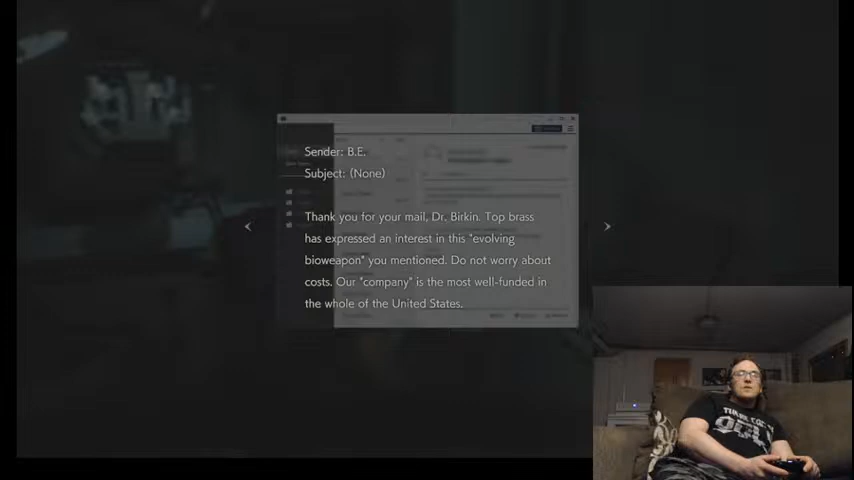 Sender: B.E.
Subject: (None)
Thank you for your mail, Dr. Birkin. Top brass
has expressed an interest in this "evolving
bioweapon" you mentioned. Do not worry about
costs. Our "company" is the most well-funded in
the whole of the United States.